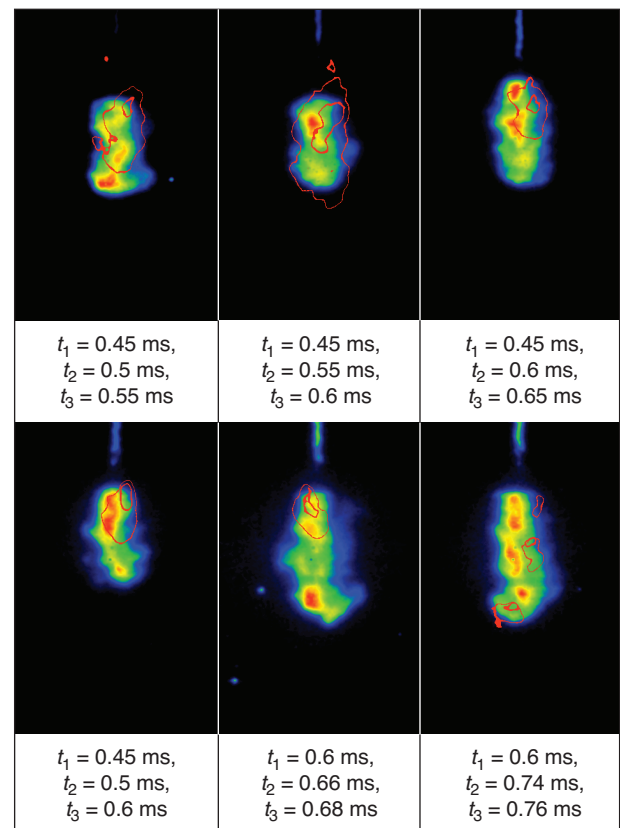 t₁ = 0.45 ms,
t₂ = 0.5 ms,
t₃ = 0.55 ms
t₁ = 0.45 ms,
t₂ = 0.55 ms,
t₃ = 0.6 ms
t₁ = 0.45 ms,
t₂ = 0.6 ms,
t₃ = 0.65 ms
t₁ = 0.45 ms,
t₂ = 0.5 ms,
t₃ = 0.6 ms
t₁ = 0.6 ms,
t₂ = 0.66 ms,
t₃ = 0.68 ms
t₁ = 0.6 ms,
t₂ = 0.74 ms,
t₃ = 0.76 ms